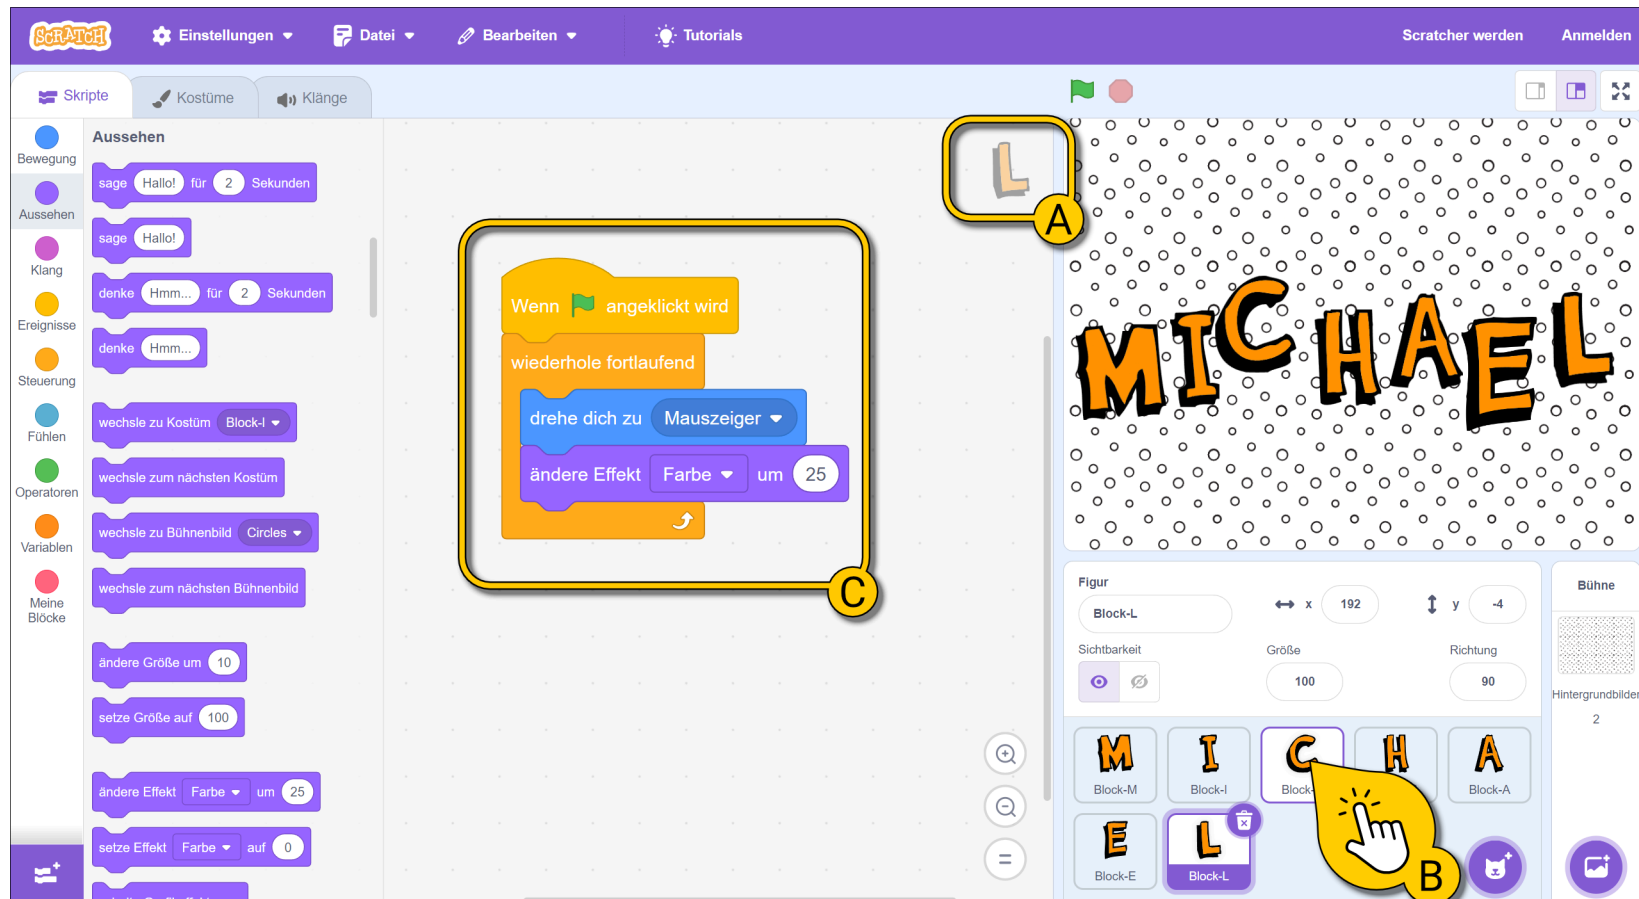 SCRATCH Einstellungen Datei Bearbeiten Tutorials Scratcher werden Anmelden
Skripte Kostüme Klänge
Bewegung
Aussehen
Klang
Ereignisse
Steuerung
Fühlen
Operatoren
Variablen
Meine
Blöcke
Aussehen
sage Hallo! für 2 Sekunden
sage Hallo!
denke Hmm... für 2 Sekunden
denke Hmm...
wechsle zu Kostüm Block-l
wechsle zum nächsten Kostüm
wechsle zu Bühnenbild Circles
wechsle zum nächsten Bühnenbild
ändere Größe um 10
setze Größe auf 100
ändere Effekt Farbe um 25
setze Effekt Farbe auf 0
L
A
Wenn angeklickt wird
wiederhole fortlaufend
drehe dich zu Mauszeiger
ändere Effekt Farbe um 25
C
MICHAEL
Figur
Block-L x 192 y -4
Sichtbarkeit Größe Richtung
100 90
M I C H A
Block-M Block-I Block- Block-A
E L
Block-E Block-L
B
Bühne
Hintergrundbilder
2